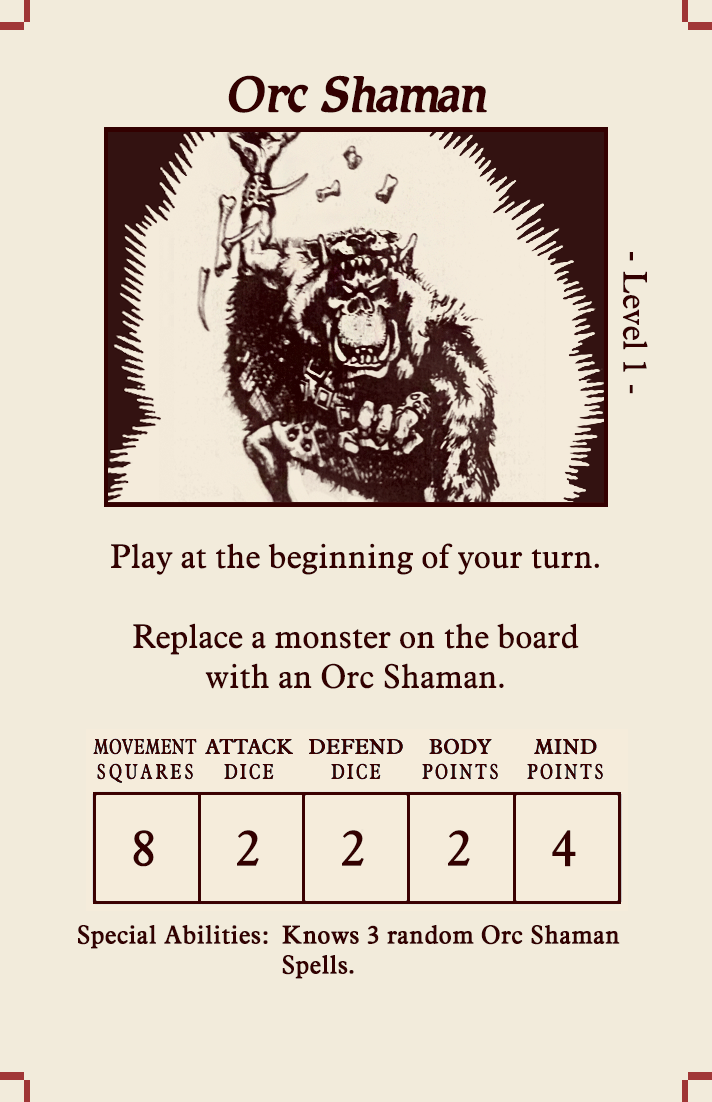 Orc Shaman
- Level 1 -
Play at the beginning of your turn.
Replace a monster on the board
with an Orc Shaman.
MOVEMENT ATTACK DEFEND BODY MIND
SQUARES DICE DICE POINTS POINTS
8 2 2 2 4
Special Abilities: Knows 3 random Orc Shaman
Spells.